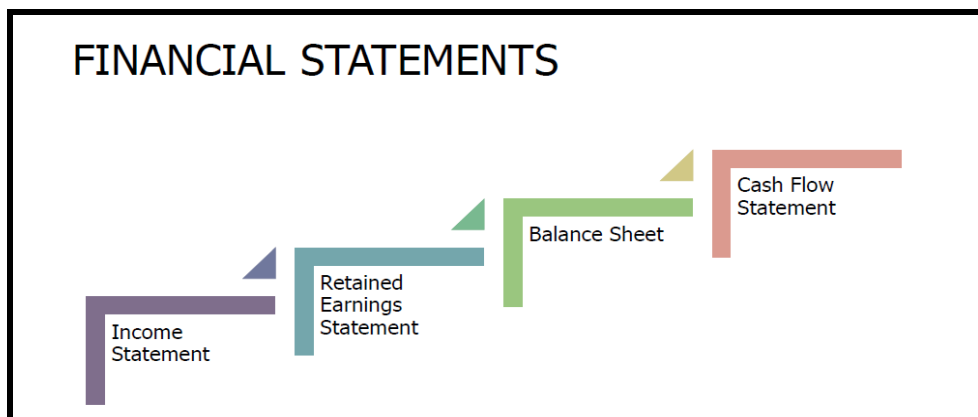 FINANCIAL STATEMENTS
Income
Statement
Retained
Earnings
Statement
Balance Sheet
Cash Flow
Statement